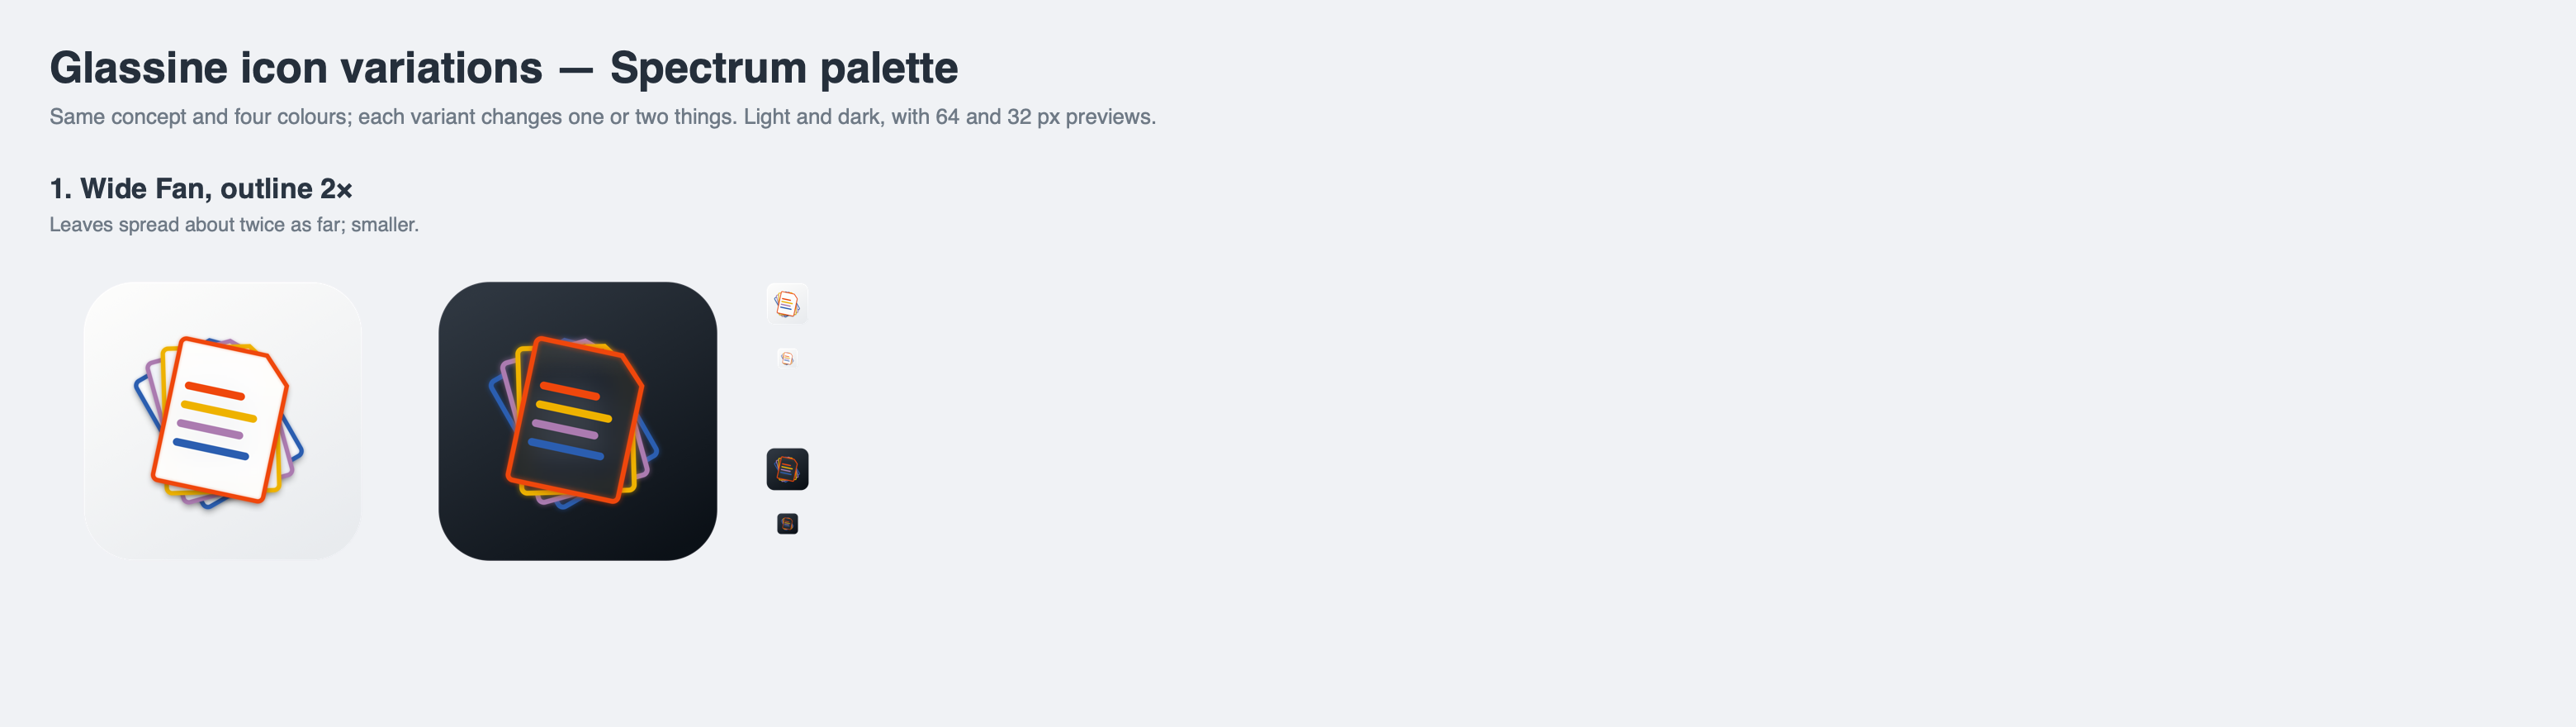 Glassine icon variations — Spectrum palette
Same concept and four colours; each variant changes one or two things. Light and dark, with 64 and 32 px previews.
1. Wide Fan, outline 2×
Leaves spread about twice as far; smaller.